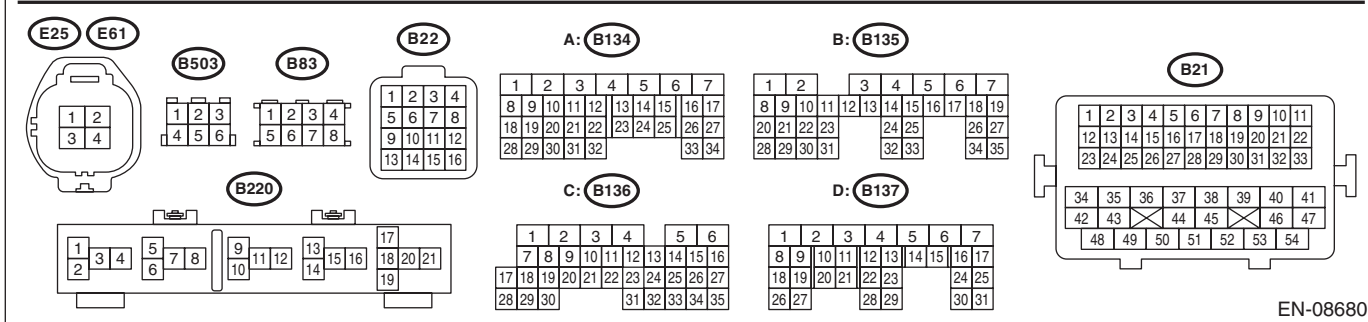 E25 E61
1 2
3 4
B503
1 2 3
4 5 6
B83
1 2 3 4
5 6 7 8
B22
1 2 3 4
5 6 7 8
9 10 11 12
13 14 15 16
A: B134
1 2 3 4 5 6 7
8 9 10 11 12 13 14 15 16 17
18 19 20 21 22 23 24 25 26 27
28 29 30 31 32 33 34
B: B135
1 2 3 4 5 6 7
8 9 10 11 12 13 14 15 16 17 18 19
20 21 22 23 24 25 26 27
28 29 30 31 32 33 34 35
B21
1 2 3 4 5 6 7 8 9 10 11
12 13 14 15 16 17 18 19 20 21 22
23 24 25 26 27 28 29 30 31 32 33
34 35 36 37 38 39 40 41
42 43 44 45 46 47
48 49 50 51 52 53 54
B220
1 2 3 4
5 6 7 8
9 10 11 12
13 14 15 16
17 18 19 20 21
C: B136
1 2 3 4 5 6
7 8 9 10 11 12 13 14 15 16
17 18 19 20 21 22 23 24 25 26 27
28 29 30 31 32 33 34 35
D: B137
1 2 3 4 5 6 7
8 9 10 11 12 13 14 15 16 17
18 19 20 21 22 23 24 25
26 27 28 29 30 31
EN-08680